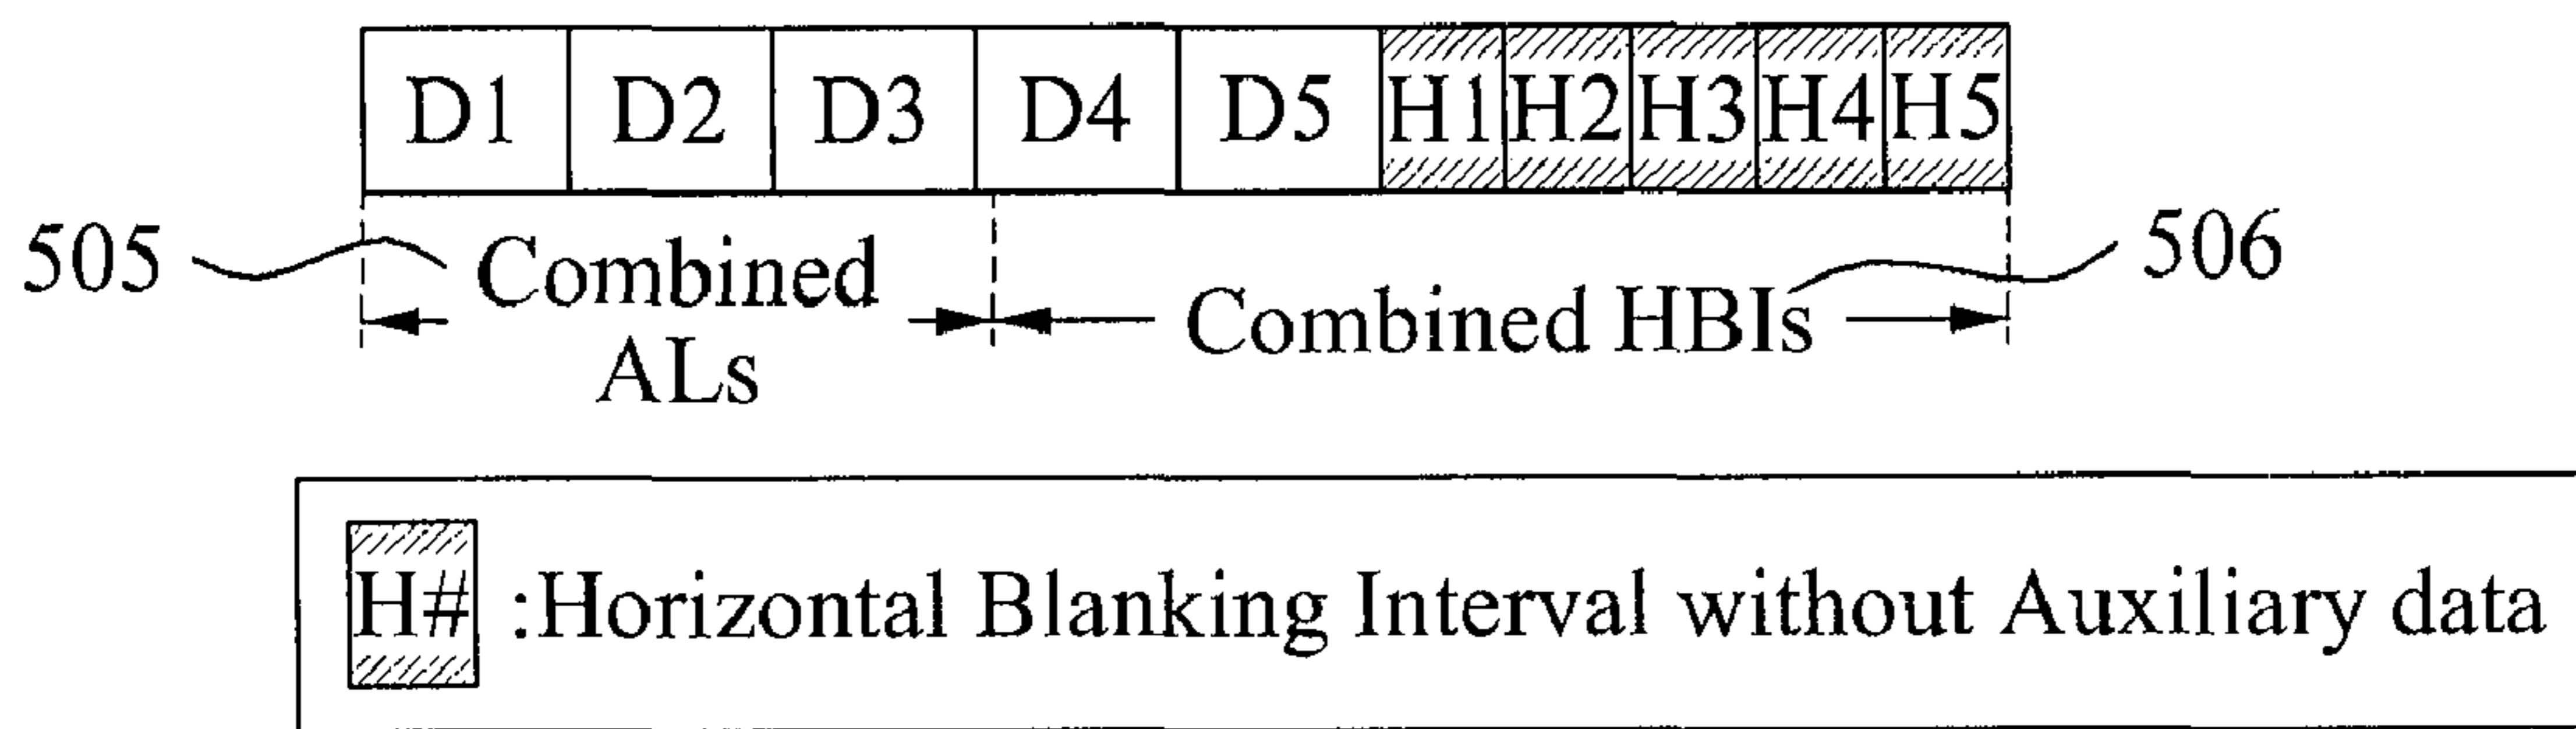 D1 D2 D3 D4 D5 H1 H2 H3 H4 H5
505 Combined ALs Combined HBIs 506
H# :Horizontal Blanking Interval without Auxiliary data